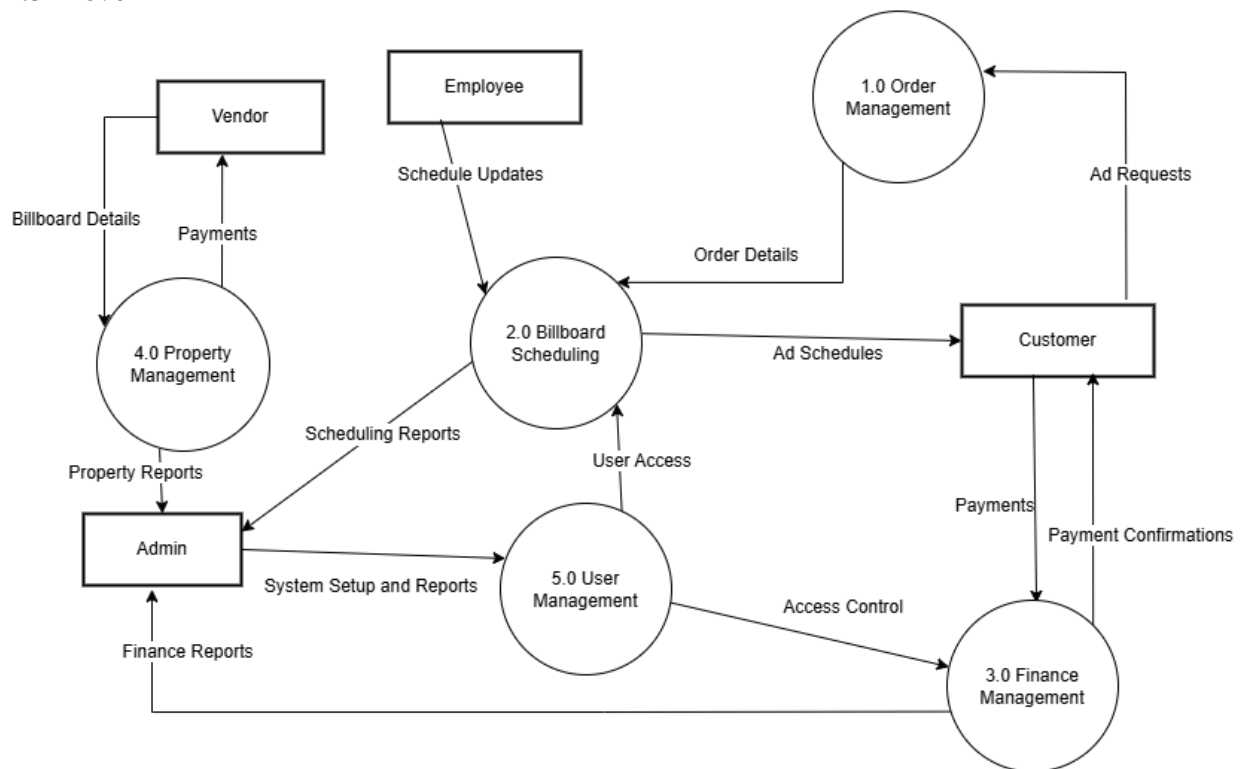 Employee
1.0 Order
Management
Vendor
Schedule Updates
Ad Requests
Billboard Details
Payments
Order Details
2.0 Billboard
Scheduling
Customer
4.0 Property
Management
Ad Schedules
Scheduling Reports
User Access
Property Reports
Payments
Payment Confirmations
Admin
System Setup and Reports
5.0 User
Management
Access Control
Finance Reports
3.0 Finance
Management